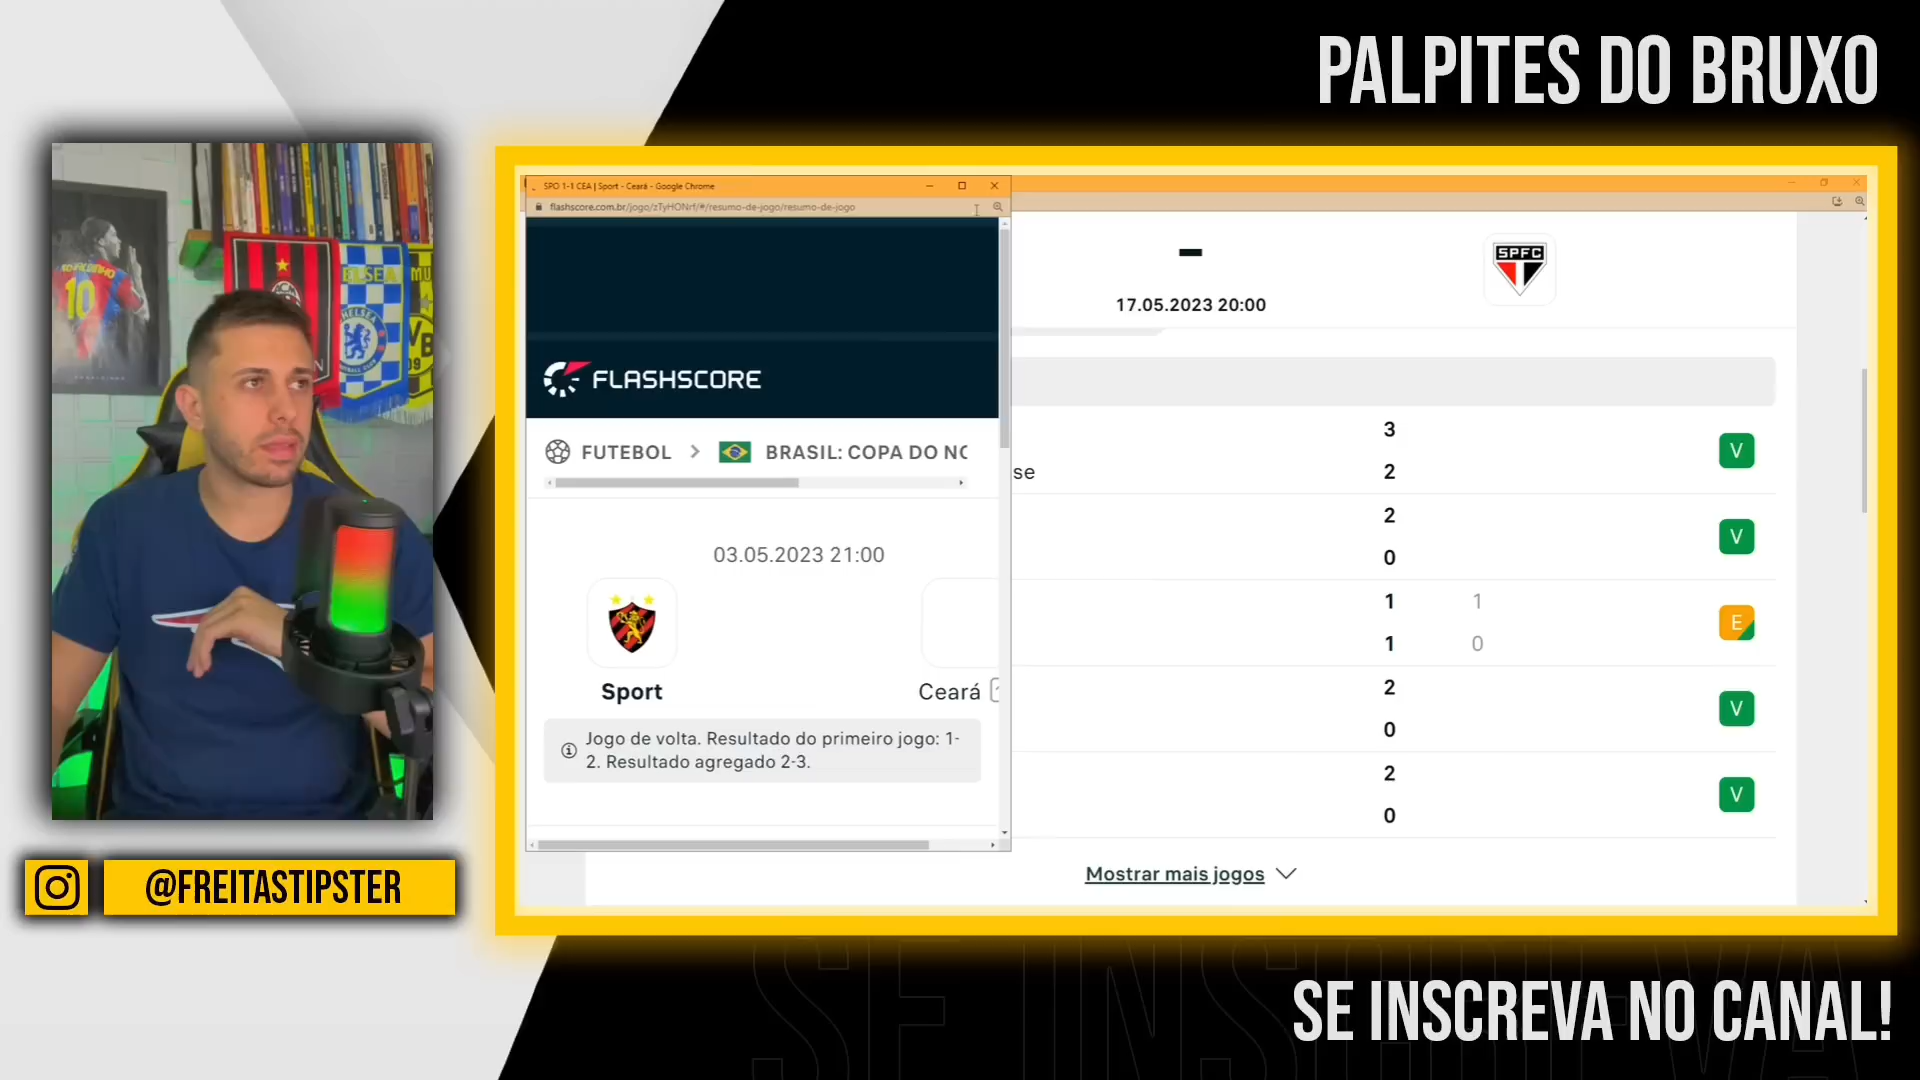 PALPITES DO BRUXO
SPO 1-1 CEA | Sport - Ceará - Google Chrome
flashscore.com.br/jogo/zTyHONrf/#/resumo-de-jogo/resumo-de-jogo
FLASHSCORE
FUTEBOL > BRASIL: COPA DO NO
03.05.2023 21:00
Sport
Ceará
Jogo de volta. Resultado do primeiro jogo: 1-
2. Resultado agregado 2-3.
-
17.05.2023 20:00
SPFC
3
se 2
V
2
0
V
1 1
1 0
E
2
0
V
2
0
V
Mostrar mais jogos
10
CHELSEA
@FREITASTIPSTER
SE INSCREVA NO CANAL!